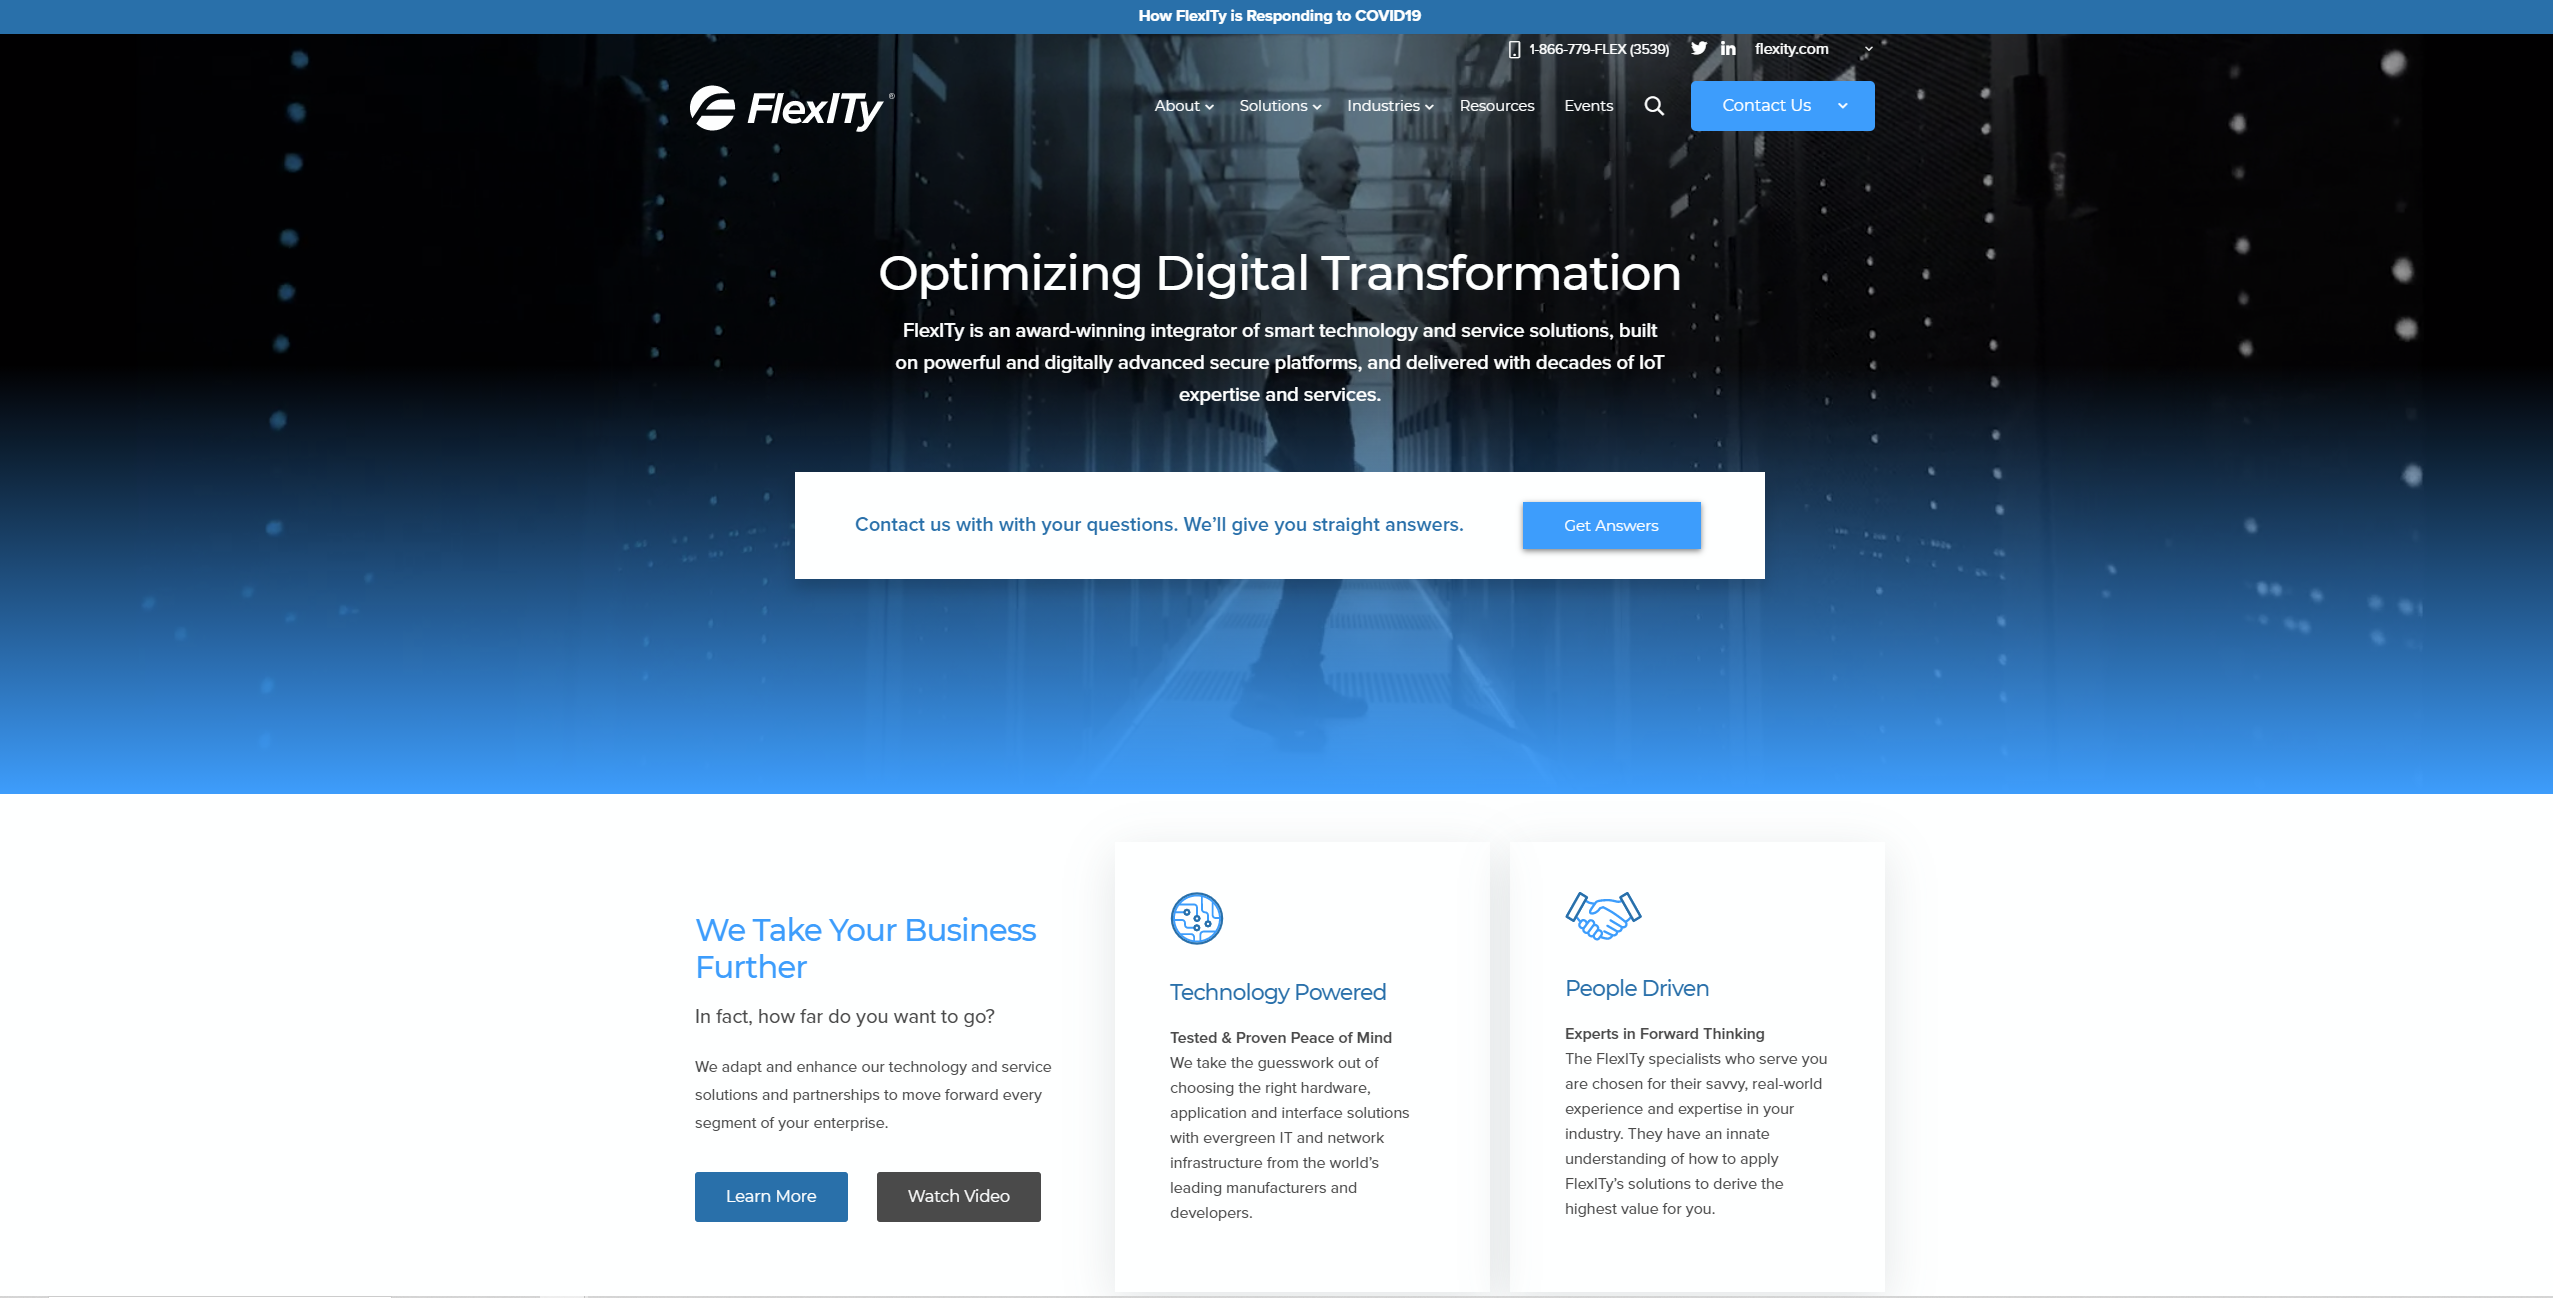 How FlexITy is Responding to COVID19
1-866-779-FLEX (3539) flexity.com
FlexITy®
About Solutions Industries Resources Events Contact Us
Optimizing Digital Transformation
FlexITy is an award-winning integrator of smart technology and service solutions, built
on powerful and digitally advanced secure platforms, and delivered with decades of IoT
expertise and services.
Contact us with with your questions. We’ll give you straight answers.
Get Answers
We Take Your Business
Further
In fact, how far do you want to go?
We adapt and enhance our technology and service
solutions and partnerships to move forward every
segment of your enterprise.
Learn More
Watch Video
Technology Powered
Tested & Proven Peace of Mind
We take the guesswork out of
choosing the right hardware,
application and interface solutions
with evergreen IT and network
infrastructure from the world’s
leading manufacturers and
developers.
People Driven
Experts in Forward Thinking
The FlexITy specialists who serve you
are chosen for their savvy, real-world
experience and expertise in your
industry. They have an innate
understanding of how to apply
FlexITy’s solutions to derive the
highest value for you.